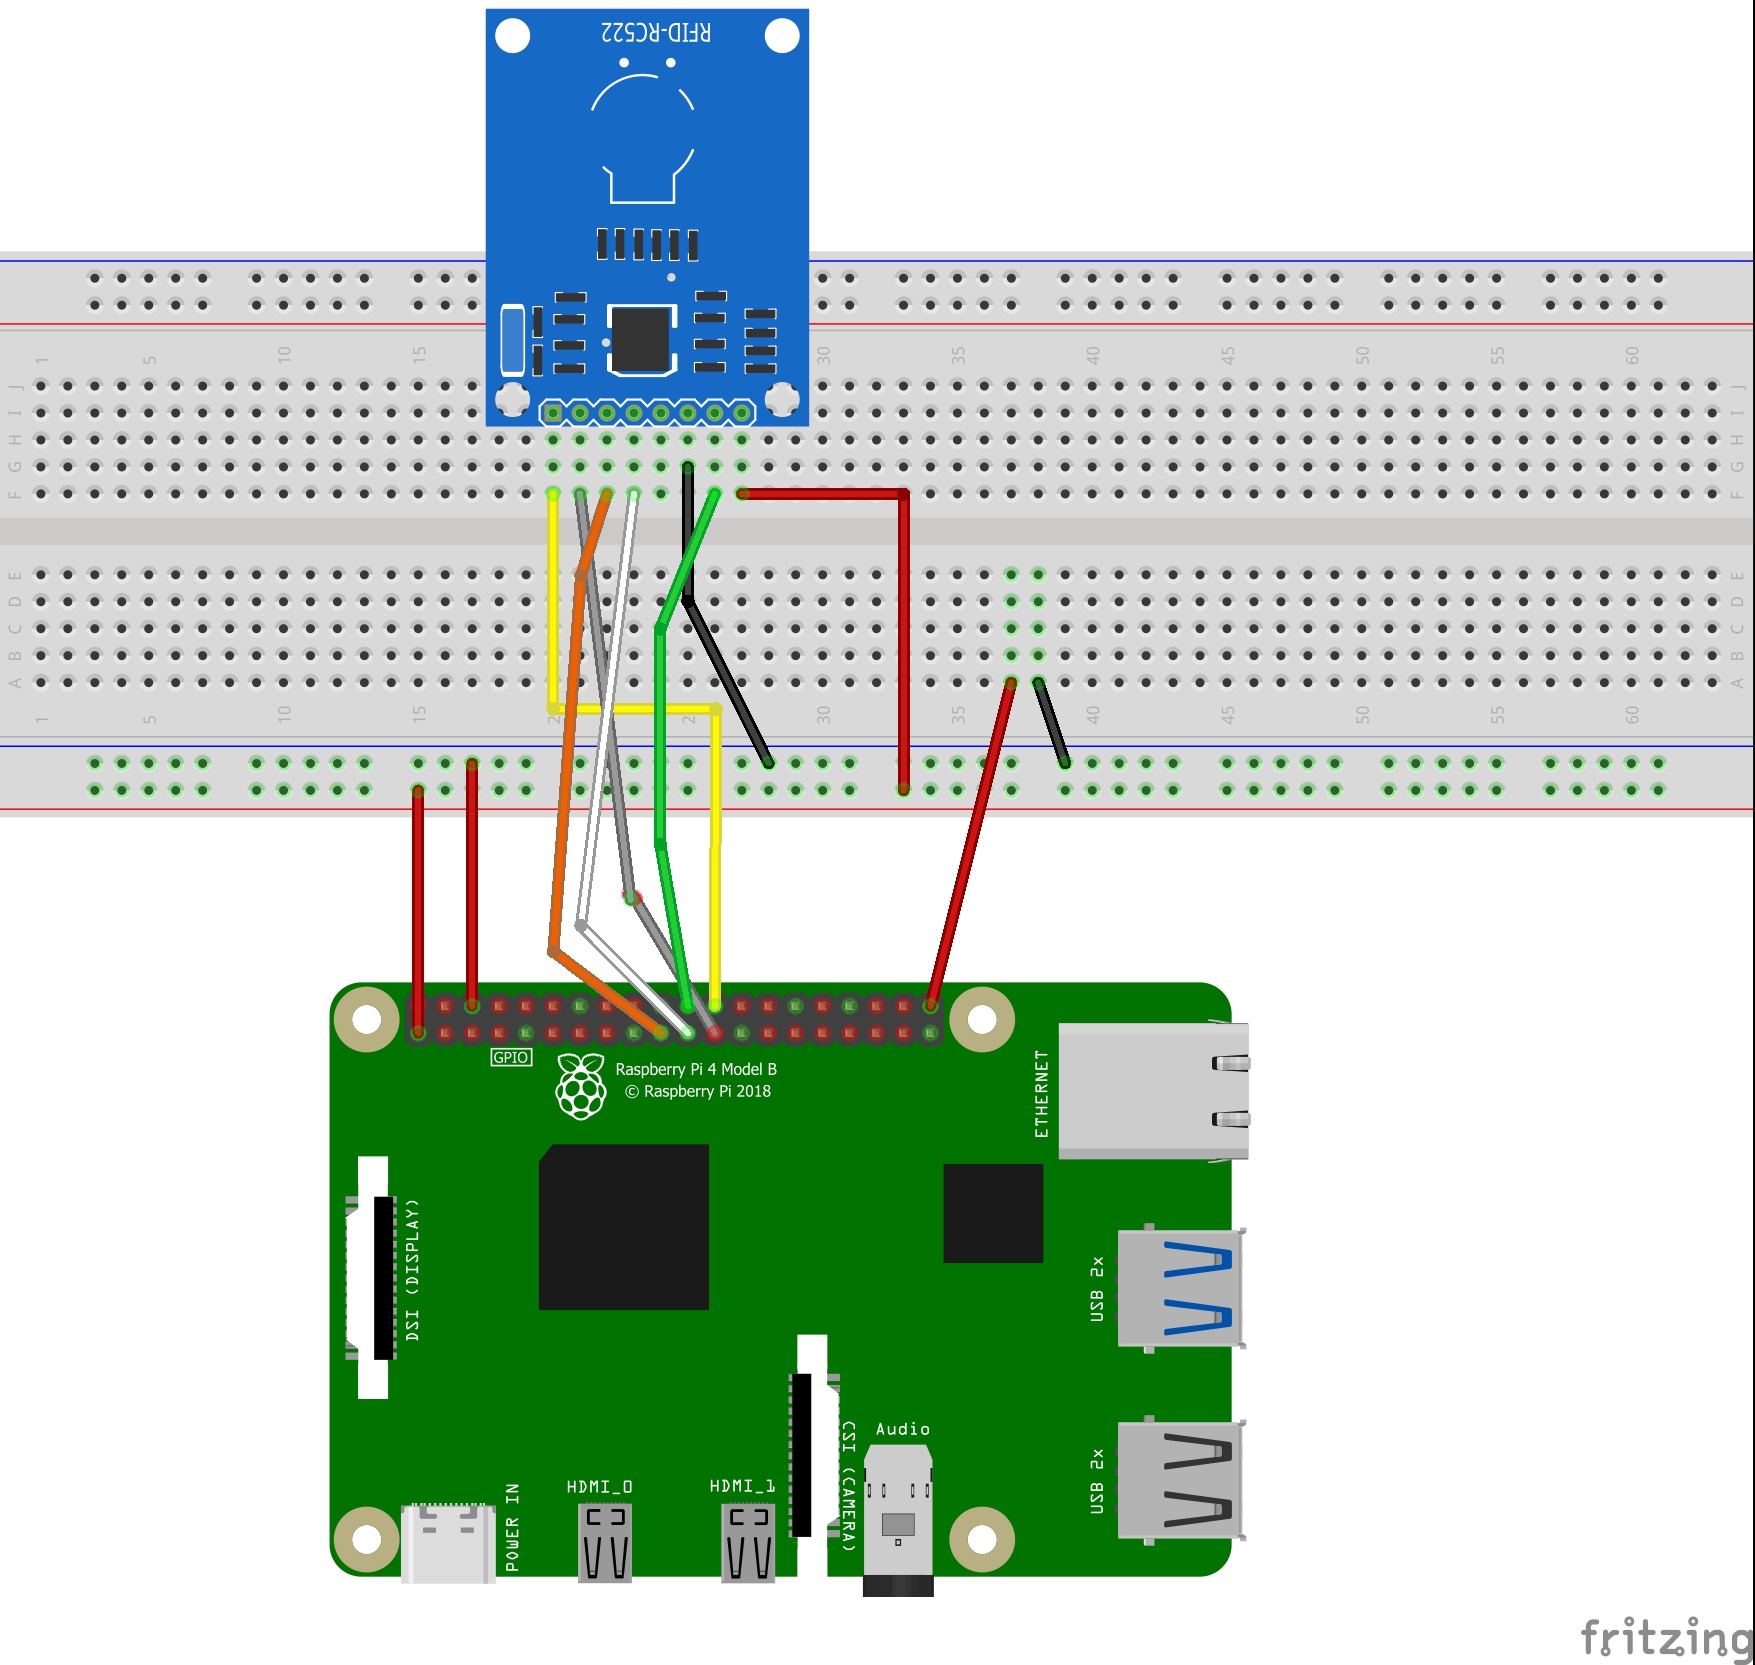 RFID-RC522
1 5 10 15 30 35 40 45 50 55 60
J J
I I
H H
G G
F F
E E
D D
C C
B B
A A
1 5 10 15 2 2 30 35 40 45 50 55 60
GPIO
Raspberry Pi 4 Model B
© Raspberry Pi 2018
ETHERNET
DSI (DISPLAY)
USB 2x
CSI (CAMERA)
Audio
USB 2x
HDMI_0
HDMI_1
POWER IN
fritzing